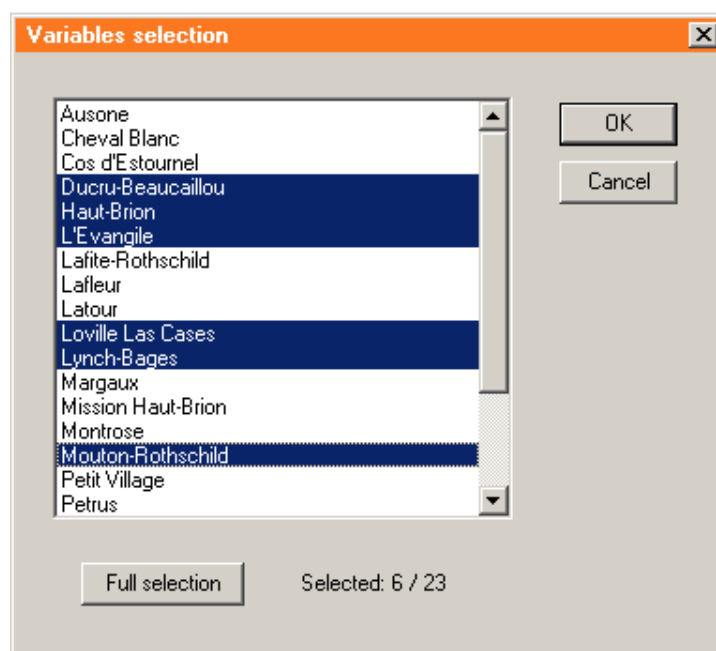 Variables selection
Ausone
Cheval Blanc
Cos d'Estournel
Ducru-Beaucaillou
Haut-Brion
L'Evangile
Lafite-Rothschild
Lafleur
Latour
Loville Las Cases
Lynch-Bages
Margaux
Mission Haut-Brion
Montrose
Mouton-Rothschild
Petit Village
Petrus
OK
Cancel
Full selection
Selected: 6 / 23